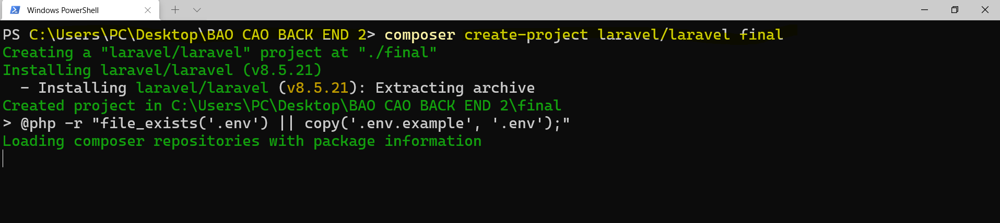 Windows PowerShell
PS C:\Users\PC\Desktop\BAO CAO BACK END 2> composer create-project laravel/laravel final
Creating a "laravel/laravel" project at "./final"
Installing laravel/laravel (v8.5.21)
  - Installing laravel/laravel (v8.5.21): Extracting archive
Created project in C:\Users\PC\Desktop\BAO CAO BACK END 2\final
> @php -r "file_exists('.env') || copy('.env.example', '.env');"
Loading composer repositories with package information